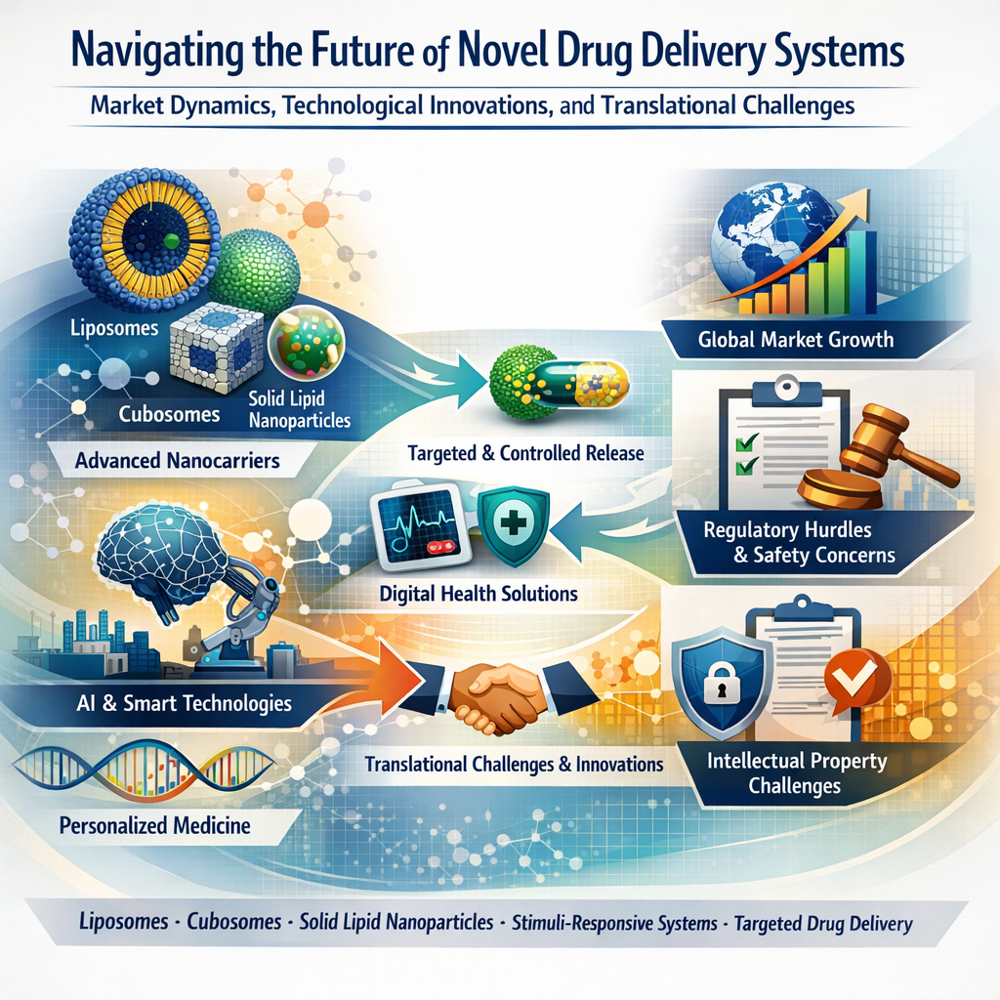 Navigating the Future of Novel Drug Delivery Systems
Market Dynamics, Technological Innovations, and Translational Challenges
Liposomes
Cubosomes
Solid Lipid
Nanoparticles
Advanced Nanocarriers
Targeted & Controlled Release
Global Market Growth
Digital Health Solutions
Regulatory Hurdles
& Safety Concerns
AI & Smart Technologies
Translational Challenges & Innovations
Intellectual Property
Challenges
Personalized Medicine
Liposomes · Cubosomes · Solid Lipid Nanoparticles · Stimuli-Responsive Systems · Targeted Drug Delivery